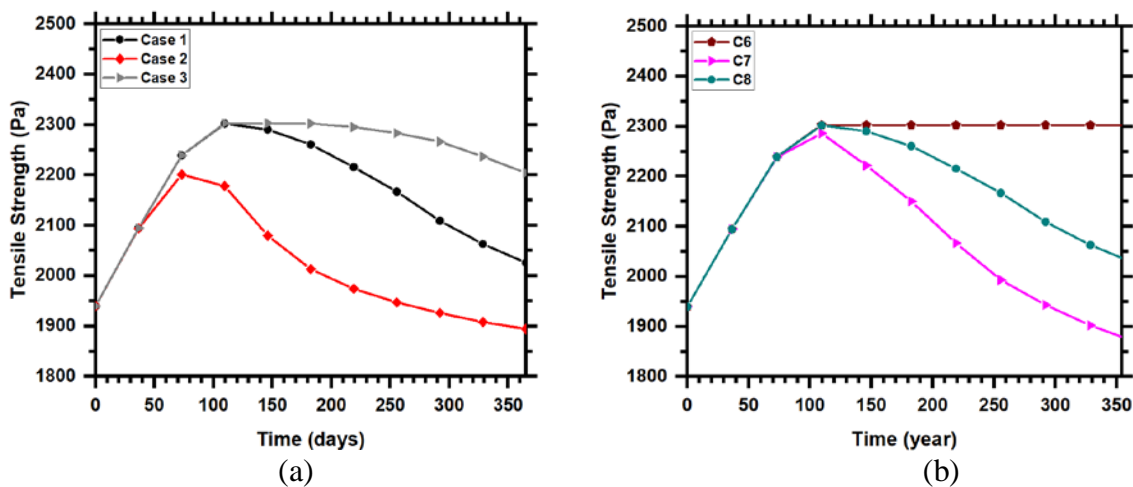 2500
2400
2300
2200
2100
2000
1900
1800
Tensile Strength (Pa)
Case 1
Case 2
Case 3
0 50 100 150 200 250 300 350
Time (days)
(a)
2500
2400
2300
2200
2100
2000
1900
1800
Tensile Strength (Pa)
C6
C7
C8
0 50 100 150 200 250 300 350
Time (year)
(b)